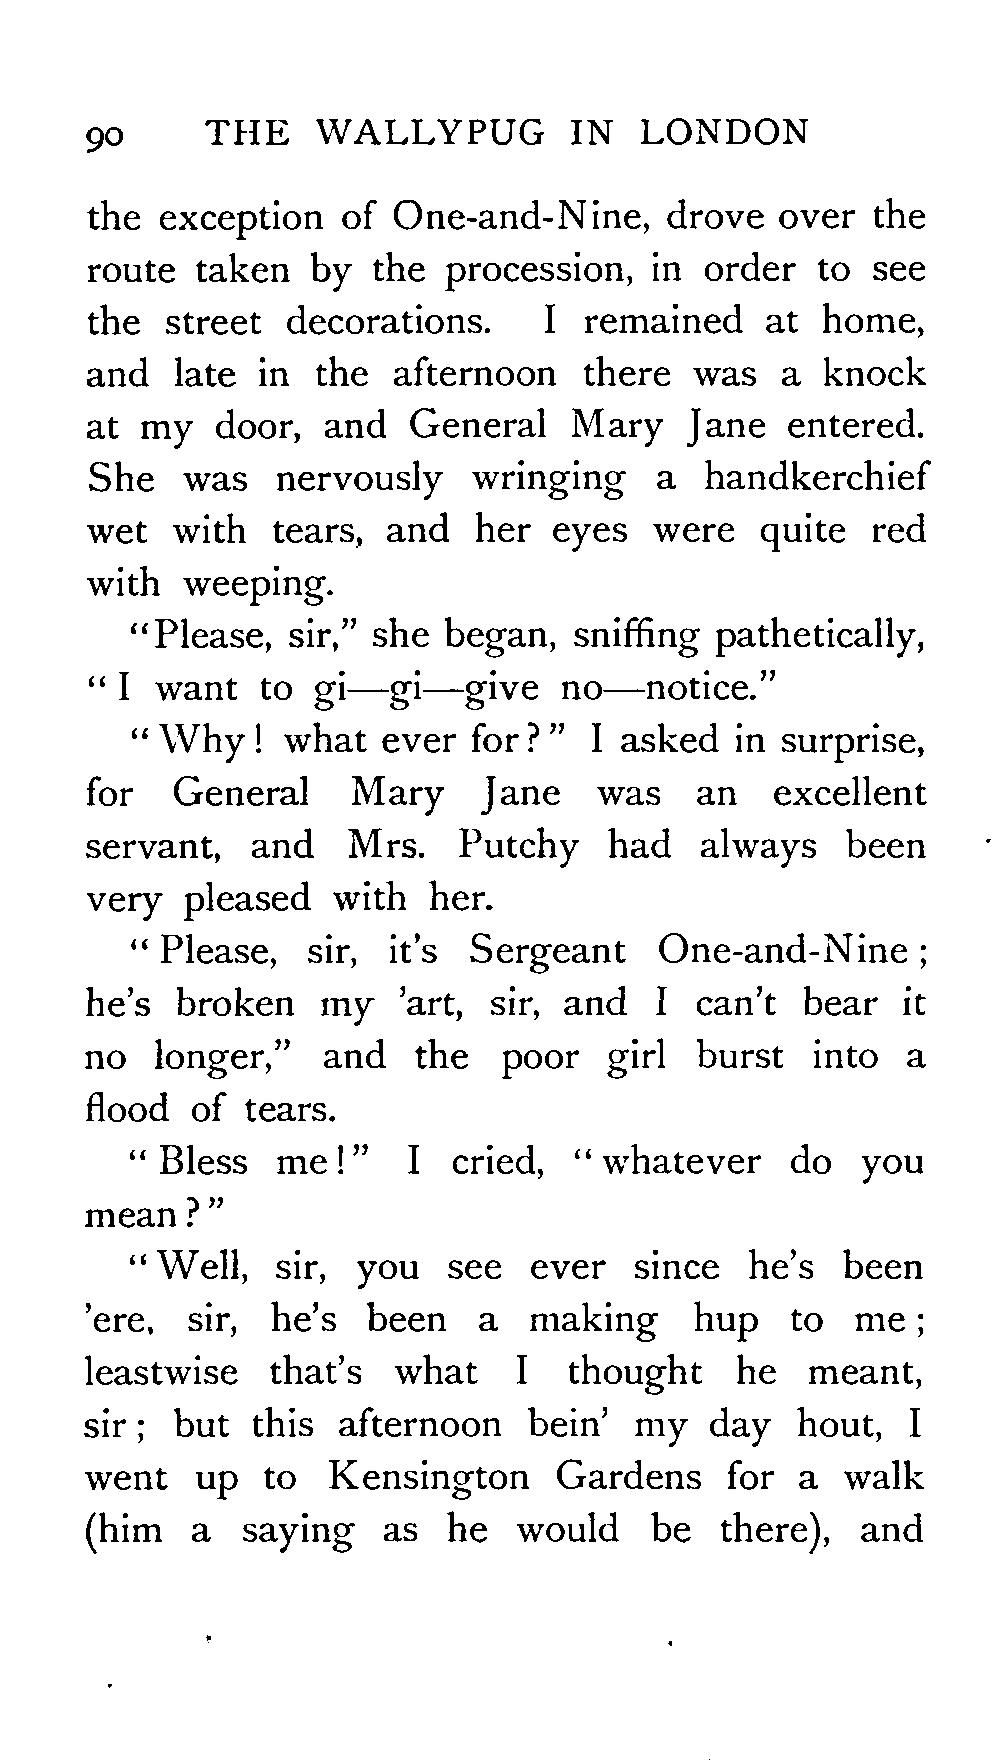 90 THE WALLYPUG IN LONDON
the exception of One-and-Nine, drove over the
route taken by the procession, in order to see
the street decorations. I remained at home,
and late in the afternoon there was a knock
at my door, and General Mary Jane entered.
She was nervously wringing a handkerchief
wet with tears, and her eyes were quite red
with weeping.
“Please, sir,” she began, sniffing pathetically,
“I want to gi—gi—give no—notice.”
“Why! what ever for?” I asked in surprise,
for General Mary Jane was an excellent
servant, and Mrs. Putchy had always been
very pleased with her.
“Please, sir, it’s Sergeant One-and-Nine;
he’s broken my ’art, sir, and I can’t bear it
no longer,” and the poor girl burst into a
flood of tears.
“Bless me!” I cried, “whatever do you
mean?”
“Well, sir, you see ever since he’s been
’ere, sir, he’s been a making hup to me;
leastwise that’s what I thought he meant,
sir; but this afternoon bein’ my day hout, I
went up to Kensington Gardens for a walk
(him a saying as he would be there), and